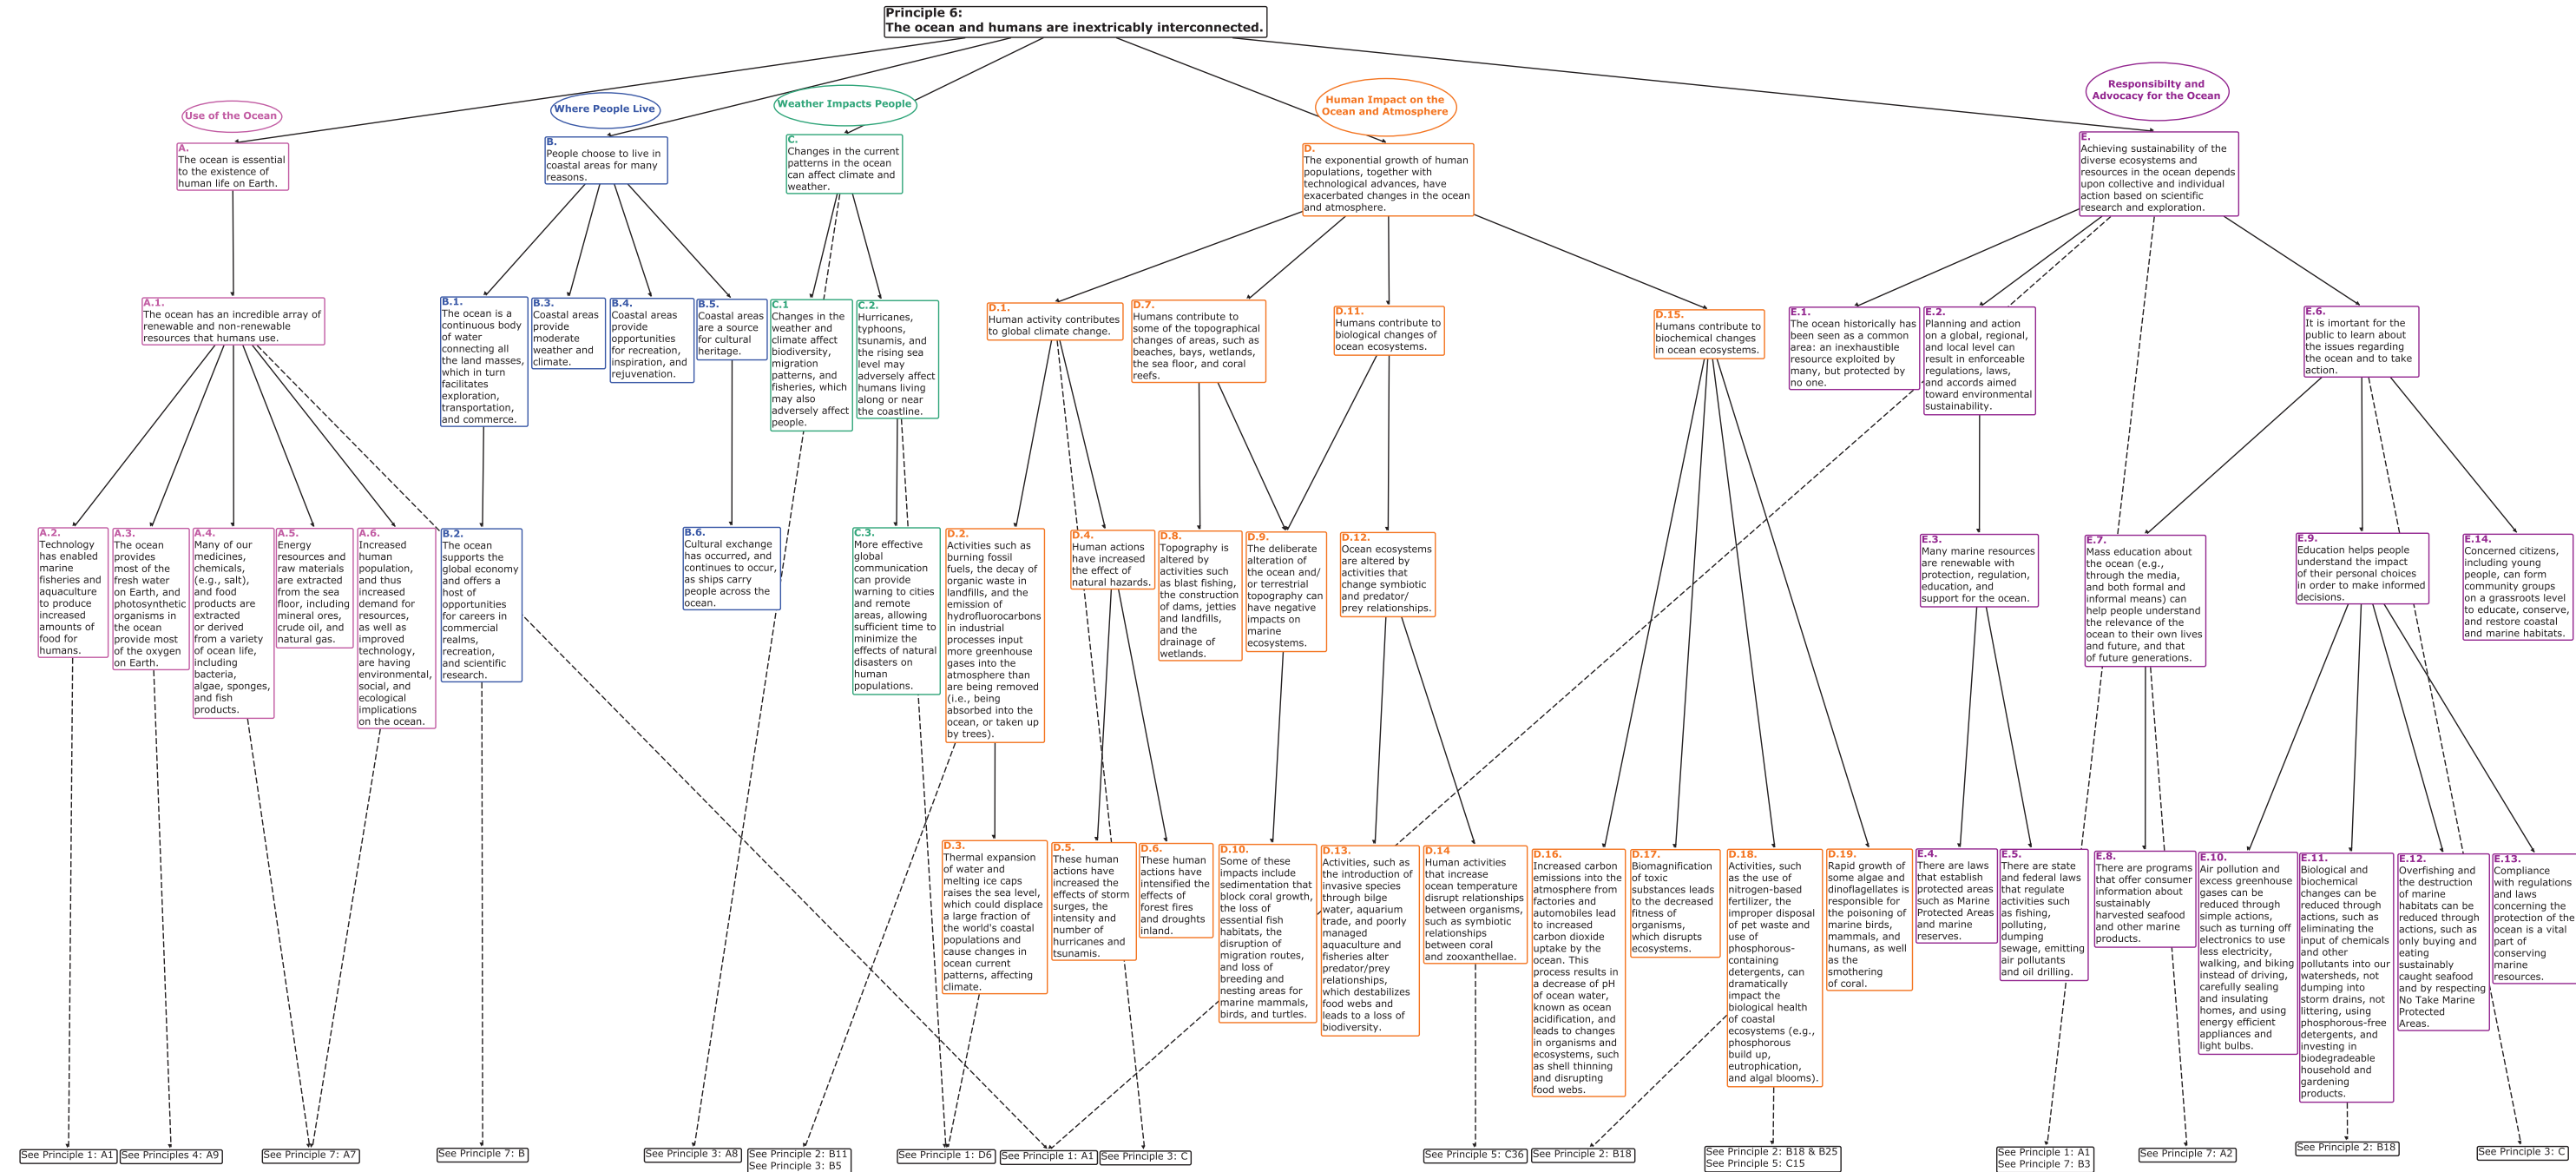 Principle 6:
The ocean and humans are inextricably interconnected.
Use of the Ocean
Where People Live
Weather Impacts People
Human Impact on the
Ocean and Atmosphere
Responsibilty and
Advocacy for the Ocean
A.
The ocean is essential
to the existence of
human life on Earth.
B.
People choose to live in
coastal areas for many
reasons.
C.
Changes in the current
patterns in the ocean
can affect climate and
weather.
D.
The exponential growth of human
populations, together with
technological advances, have
exacerbated changes in the ocean
and atmosphere.
E.
Achieving sustainability of the
diverse ecosystems and
resources in the ocean depends
upon collective and individual
action based on scientific
research and exploration.
A.1.
The ocean has an incredible array of
renewable and non-renewable
resources that humans use.
B.1.
The ocean is a
continuous body
of water
connecting all
the land masses,
which in turn
facilitates
exploration,
transportation,
and commerce.
B.3.
Coastal areas
provide
moderate
weather and
climate.
B.4.
Coastal areas
provide
opportunities
for recreation,
inspiration, and
rejuvenation.
B.5.
Coastal areas
are a source
for cultural
heritage.
C.1
Changes in the
weather and
climate affect
biodiversity,
migration
patterns, and
fisheries, which
may also
adversely affect
people.
C.2.
Hurricanes,
typhoons,
tsunamis, and
the rising sea
level may
adversely affect
humans living
along or near
the coastline.
D.1.
Human activity contributes
to global climate change.
D.7.
Humans contribute to
some of the topographical
changes of areas, such as
beaches, bays, wetlands,
the sea floor, and coral
reefs.
D.11.
Humans contribute to
biological changes of
ocean ecosystems.
D.15.
Humans contribute to
biochemical changes
in ocean ecosystems.
E.1.
The ocean historically has
been seen as a common
area: an inexhaustible
resource exploited by
many, but protected by
no one.
E.2.
Planning and action
on a global, regional,
and local level can
result in enforceable
regulations, laws,
and accords aimed
toward environmental
sustainability.
E.6.
It is imortant for the
public to learn about
the issues regarding
the ocean and to take
action.
A.2.
Technology
has enabled
marine
fisheries and
aquaculture
to produce
increased
amounts of
food for
humans.
A.3.
The ocean
provides
most of the
fresh water
on Earth, and
photosynthetic
organisms in
the ocean
provide most
of the oxygen
on Earth.
A.4.
Many of our
medicines,
chemicals,
(e.g., salt),
and food
products are
extracted
or derived
from a variety
of ocean life,
including
bacteria,
algae, sponges,
and fish
products.
A.5.
Energy
resources and
raw materials
are extracted
from the sea
floor, including
mineral ores,
crude oil, and
natural gas.
A.6.
Increased
human
population,
and thus
increased
demand for
resources,
as well as
improved
technology,
are having
environmental,
social, and
ecological
implications
on the ocean.
B.2.
The ocean
supports the
global economy
and offers a
host of
opportunities
for careers in
commercial
realms,
recreation,
and scientific
research.
B.6.
Cultural exchange
has occurred, and
continues to occur,
as ships carry
people across the
ocean.
C.3.
More effective
global
communication
can provide
warning to cities
and remote
areas, allowing
sufficient time to
minimize the
effects of natural
disasters on
human
populations.
D.2.
Activities such as
burning fossil
fuels, the decay of
organic waste in
landfills, and the
emission of
hydrofluorocarbons
in industrial
processes input
more greenhouse
gases into the
atmosphere than
are being removed
(i.e., being
absorbed into the
ocean, or taken up
by trees).
D.4.
Human actions
have increased
the effect of
natural hazards.
D.8.
Topography is
altered by
activities such
as blast fishing,
the construction
of dams, jetties
and landfills,
and the
drainage of
wetlands.
D.9.
The deliberate
alteration of
the ocean and/
or terrestrial
topography can
have negative
impacts on
marine
ecosystems.
D.12.
Ocean ecosystems
are altered by
activities that
change symbiotic
and predator/
prey relationships.
E.3.
Many marine resources
are renewable with
protection, regulation,
education, and
support for the ocean.
E.7.
Mass education about
the ocean (e.g.,
through the media,
and both formal and
informal means) can
help people understand
the relevance of the
ocean to their own lives
and future, and that
of future generations.
E.9.
Education helps people
understand the impact
of their personal choices
in order to make informed
decisions.
E.14.
Concerned citizens,
including young
people, can form
community groups
on a grassroots level
to educate, conserve,
and restore coastal
and marine habitats.
D.3.
Thermal expansion
of water and
melting ice caps
raises the sea level,
which could displace
a large fraction of
the world's coastal
populations and
cause changes in
ocean current
patterns, affecting
climate.
D.5.
These human
actions have
increased the
effects of storm
surges, the
intensity and
number of
hurricanes and
tsunamis.
D.6.
These human
actions have
intensified the
effects of
forest fires
and droughts
inland.
D.10.
Some of these
impacts include
sedimentation that
block coral growth,
the loss of
essential fish
habitats, the
disruption of
migration routes,
and loss of
breeding and
nesting areas for
marine mammals,
birds, and turtles.
D.13.
Activities, such as
the introduction of
invasive species
through bilge
water, aquarium
trade, and poorly
managed
aquaculture and
fisheries alter
predator/prey
relationships,
which destabilizes
food webs and
leads to a loss of
biodiversity.
D.14
Human activities
that increase
ocean temperature
disrupt relationships
between organisms,
such as symbiotic
relationships
between coral
and zooxanthellae.
D.16.
Increased carbon
emissions into the
atmosphere from
factories and
automobiles lead
to increased
carbon dioxide
uptake by the
ocean. This
process results in
a decrease of pH
of ocean water,
known as ocean
acidification, and
leads to changes
in organisms and
ecosystems, such
as shell thinning
and disrupting
food webs.
D.17.
Biomagnification
of toxic
substances leads
to the decreased
fitness of
organisms,
which disrupts
ecosystems.
D.18.
Activities, such
as the use of
nitrogen-based
fertilizer, the
improper disposal
of pet waste and
use of
phosphorous-
containing
detergents, can
dramatically
impact the
biological health
of coastal
ecosystems (e.g.,
phosphorous
build up,
eutrophication,
and algal blooms).
D.19.
Rapid growth of
some algae and
dinoflagellates is
responsible for
the poisoning of
marine birds,
mammals, and
humans, as well
as the
smothering
of coral.
E.4.
There are laws
that establish
protected areas
such as Marine
Protected Areas
and marine
reserves.
E.5.
There are state
and federal laws
that regulate
activities such
as fishing,
polluting,
dumping
sewage, emitting
air pollutants
and oil drilling.
E.8.
There are programs
that offer consumer
information about
sustainably
harvested seafood
and other marine
products.
E.10.
Air pollution and
excess greenhouse
gases can be
reduced through
simple actions,
such as turning off
electronics to use
less electricity,
walking, and biking
instead of driving,
carefully sealing
and insulating
homes, and using
energy efficient
appliances and
light bulbs.
E.11.
Biological and
biochemical
changes can be
reduced through
actions, such as
eliminating the
input of chemicals
and other
pollutants into our
watersheds, not
dumping into
storm drains, not
littering, using
phosphorous-free
detergents, and
investing in
biodegradeable
household and
gardening
products.
E.12.
Overfishing and
the destruction
of marine
habitats can be
reduced through
actions, such as
only buying and
eating
sustainably
caught seafood
and by respecting
No Take Marine
Protected
Areas.
E.13.
Compliance
with regulations
and laws
concerning the
protection of the
ocean is a vital
part of
conserving
marine
resources.
See Principle 1: A1
See Principles 4: A9
See Principle 7: A7
See Principle 7: B
See Principle 3: A8
See Principle 2: B11
See Principle 3: B5
See Principle 1: D6
See Principle 1: A1
See Principle 3: C
See Principle 5: C36
See Principle 2: B18
See Principle 2: B18 & B25
See Principle 5: C15
See Principle 1: A1
See Principle 7: B3
See Principle 7: A2
See Principle 2: B18
See Principle 3: C